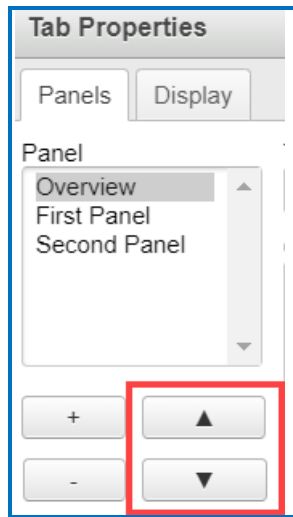 Tab Properties
Panels Display
Panel
Overview
First Panel
Second Panel
+ ▲
- ▼